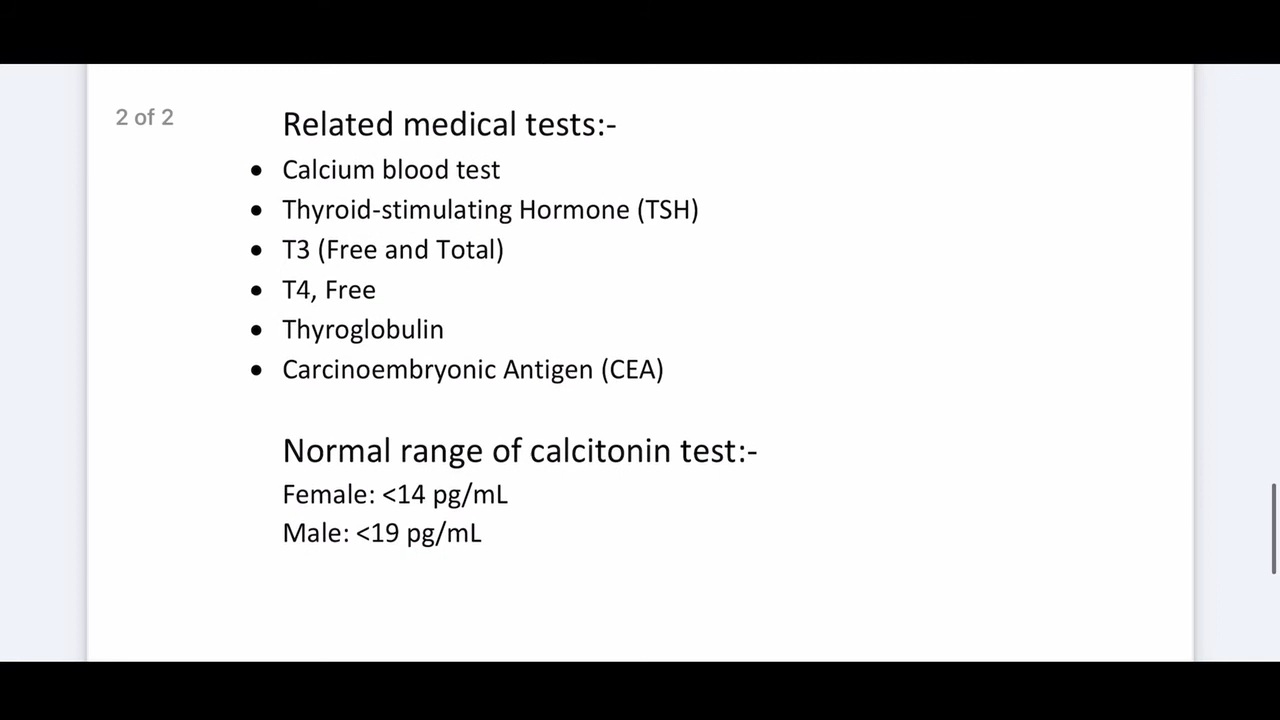 2 of 2
Related medical tests:-
• Calcium blood test
• Thyroid-stimulating Hormone (TSH)
• T3 (Free and Total)
• T4, Free
• Thyroglobulin
• Carcinoembryonic Antigen (CEA)
Normal range of calcitonin test:-
Female: <14 pg/mL
Male: <19 pg/mL